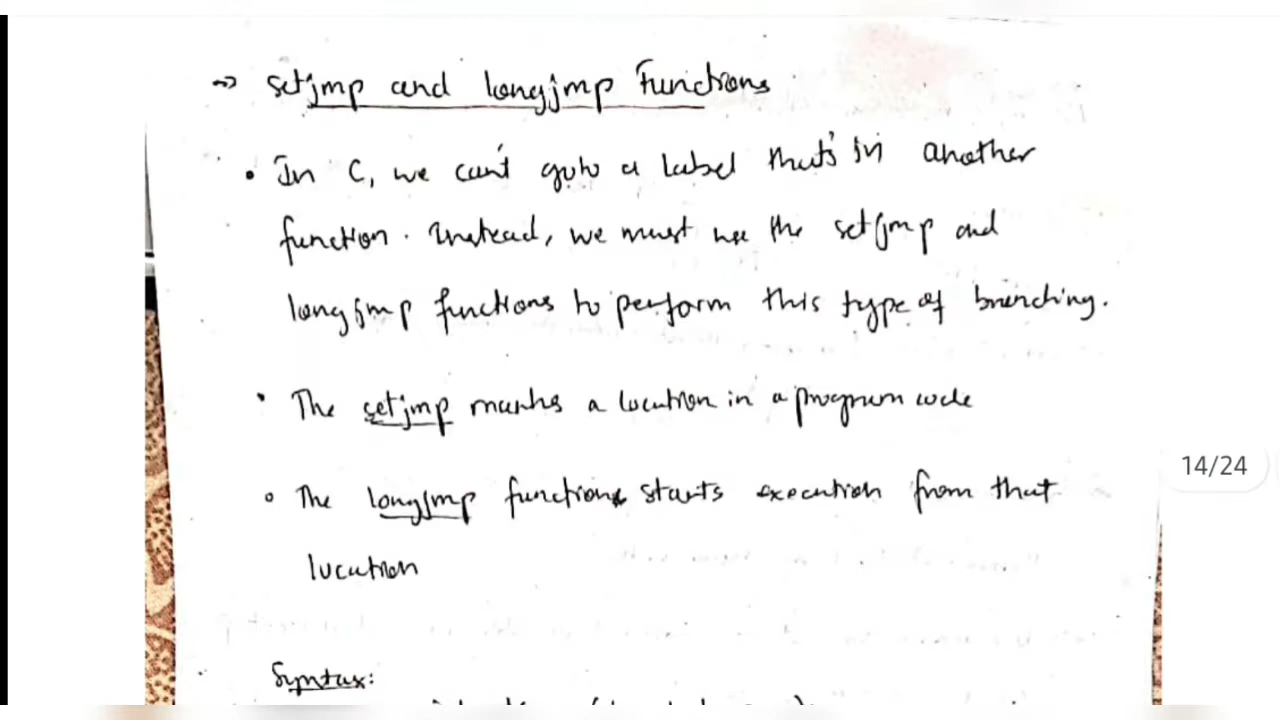 → setjmp and longjmp Functions
• In C, we can't goto a label that's in another
function. Instead, we must use the setjmp and
longjmp functions to perform this type of branching.
• The setjmp marks a location in a program code
• The longjmp function starts execution from that
location
14/24
Syntax: